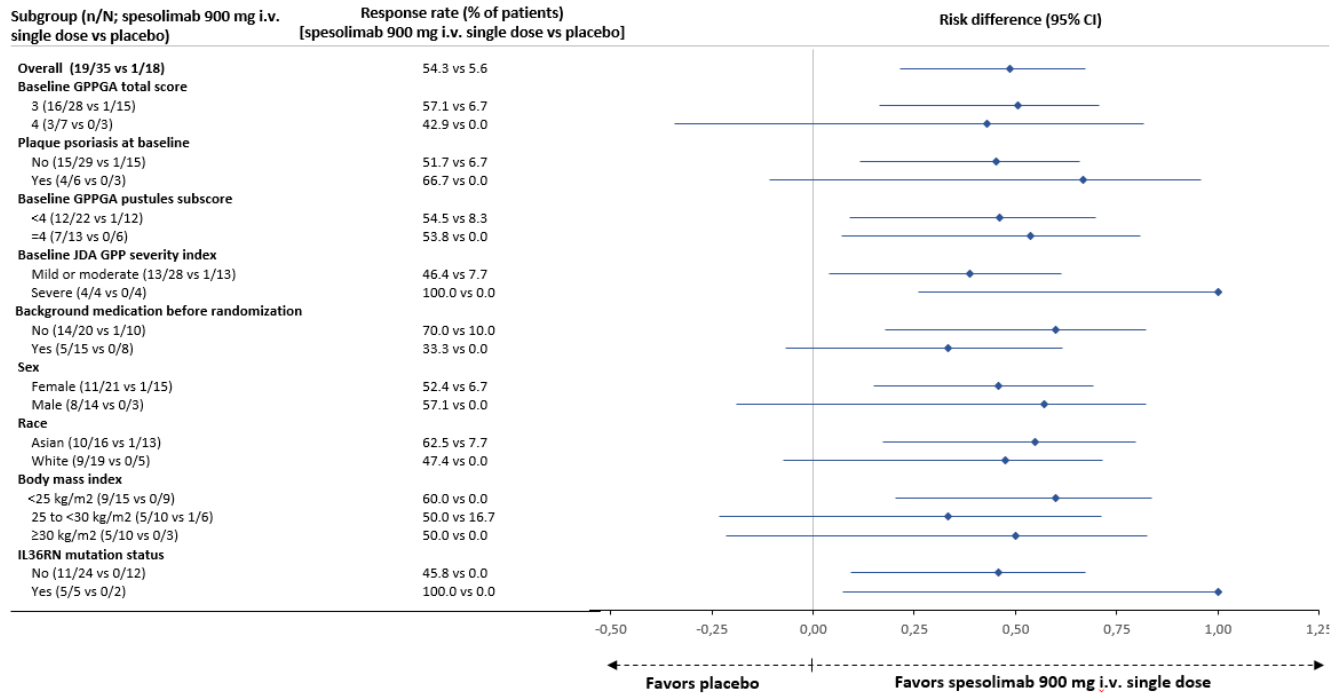 Subgroup (n/N; spesolimab 900 mg i.v. single dose vs placebo)
Response rate (% of patients)
[spesolimab 900 mg i.v. single dose vs placebo]
Risk difference (95% CI)
Overall (19/35 vs 1/18) 54.3 vs 5.6
Baseline GPPGA total score
3 (16/28 vs 1/15) 57.1 vs 6.7
4 (3/7 vs 0/3) 42.9 vs 0.0
Plaque psoriasis at baseline
No (15/29 vs 1/15) 51.7 vs 6.7
Yes (4/6 vs 0/3) 66.7 vs 0.0
Baseline GPPGA pustules subscore
<4 (12/22 vs 1/12) 54.5 vs 8.3
=4 (7/13 vs 0/6) 53.8 vs 0.0
Baseline JDA GPP severity index
Mild or moderate (13/28 vs 1/13) 46.4 vs 7.7
Severe (4/4 vs 0/4) 100.0 vs 0.0
Background medication before randomization
No (14/20 vs 1/10) 70.0 vs 10.0
Yes (5/15 vs 0/8) 33.3 vs 0.0
Sex
Female (11/21 vs 1/15) 52.4 vs 6.7
Male (8/14 vs 0/3) 57.1 vs 0.0
Race
Asian (10/16 vs 1/13) 62.5 vs 7.7
White (9/19 vs 0/5) 47.4 vs 0.0
Body mass index
<25 kg/m2 (9/15 vs 0/9) 60.0 vs 0.0
25 to <30 kg/m2 (5/10 vs 1/6) 50.0 vs 16.7
≥30 kg/m2 (5/10 vs 0/3) 50.0 vs 0.0
IL36RN mutation status
No (11/24 vs 0/12) 45.8 vs 0.0
Yes (5/5 vs 0/2) 100.0 vs 0.0
-0,50 -0,25 0,00 0,25 0,50 0,75 1,00 1,25
Favors placebo Favors spesolimab 900 mg i.v. single dose